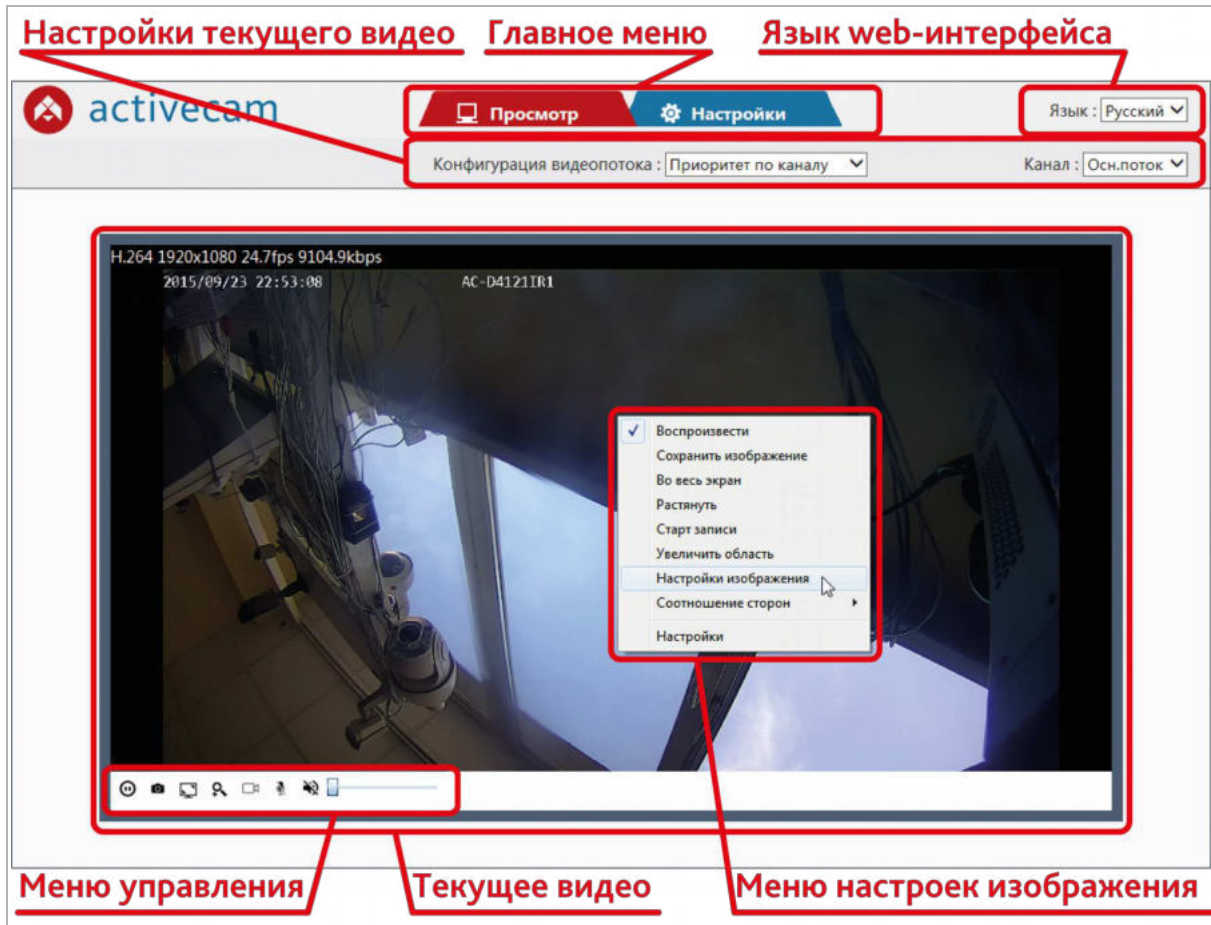 Настройки текущего видео Главное меню Язык web-интерфейса
activecam
Просмотр Настройки Язык : Русский
Конфигурация видеопотока : Приоритет по каналу Канал : Осн.поток
H.264 1920x1080 24.7fps 9104.9kbps
2015/09/23 22:53:08 AC-D4121IR1
Воспроизвести
Сохранить изображение
Во весь экран
Растянуть
Старт записи
Увеличить область
Настройки изображения
Соотношение сторон
Настройки
Меню управления Текущее видео Меню настроек изображения